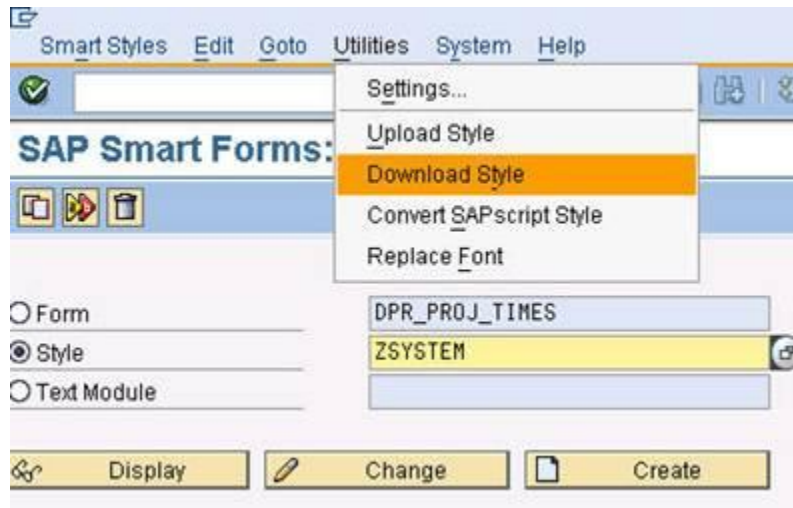 Smart Styles Edit Goto Utilities System Help
Settings...
Upload Style
SAP Smart Forms:
Download Style
Convert SAPscript Style
Replace Font
Form DPR_PROJ_TIMES
Style ZSYSTEM
Text Module
Display Change Create